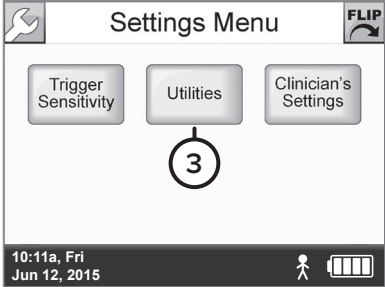 Settings Menu
FLIP
Trigger
Sensitivity
Utilities
Clinician's
Settings
3
10:11a, Fri
Jun 12, 2015